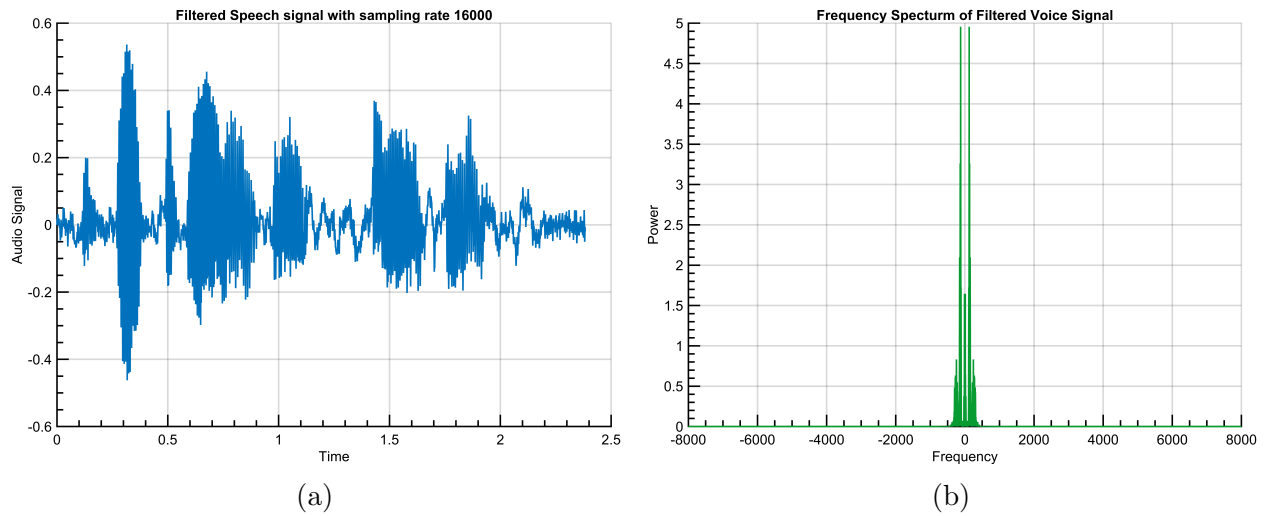 Filtered Speech signal with sampling rate 16000
0.6
0.4
0.2
0
-0.2
-0.4
-0.6
Audio Signal
0 0.5 1 1.5 2 2.5
Time
(a)
Frequency Specturm of Filtered Voice Signal
5
4.5
4
3.5
3
2.5
2
1.5
1
0.5
0
Power
-8000 -6000 -4000 -2000 0 2000 4000 6000 8000
Frequency
(b)